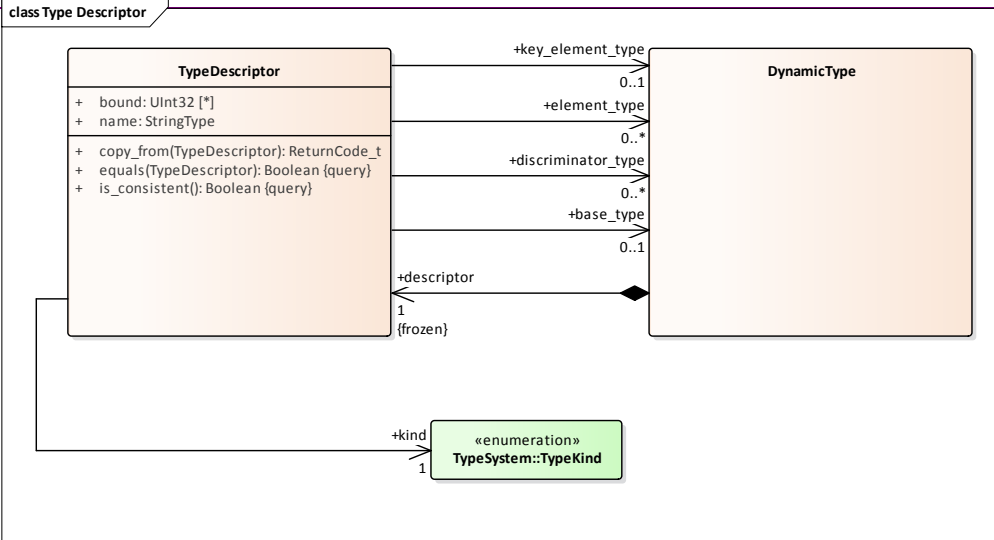 class Type Descriptor
TypeDescriptor
+ bound: UInt32 [*]
+ name: StringType
+ copy_from(TypeDescriptor): ReturnCode_t
+ equals(TypeDescriptor): Boolean {query}
+ is_consistent(): Boolean {query}
+key_element_type
0..1
+element_type
0..*
+discriminator_type
0..*
+base_type
0..1
+descriptor
1
{frozen}
DynamicType
+kind
1
«enumeration»
TypeSystem::TypeKind